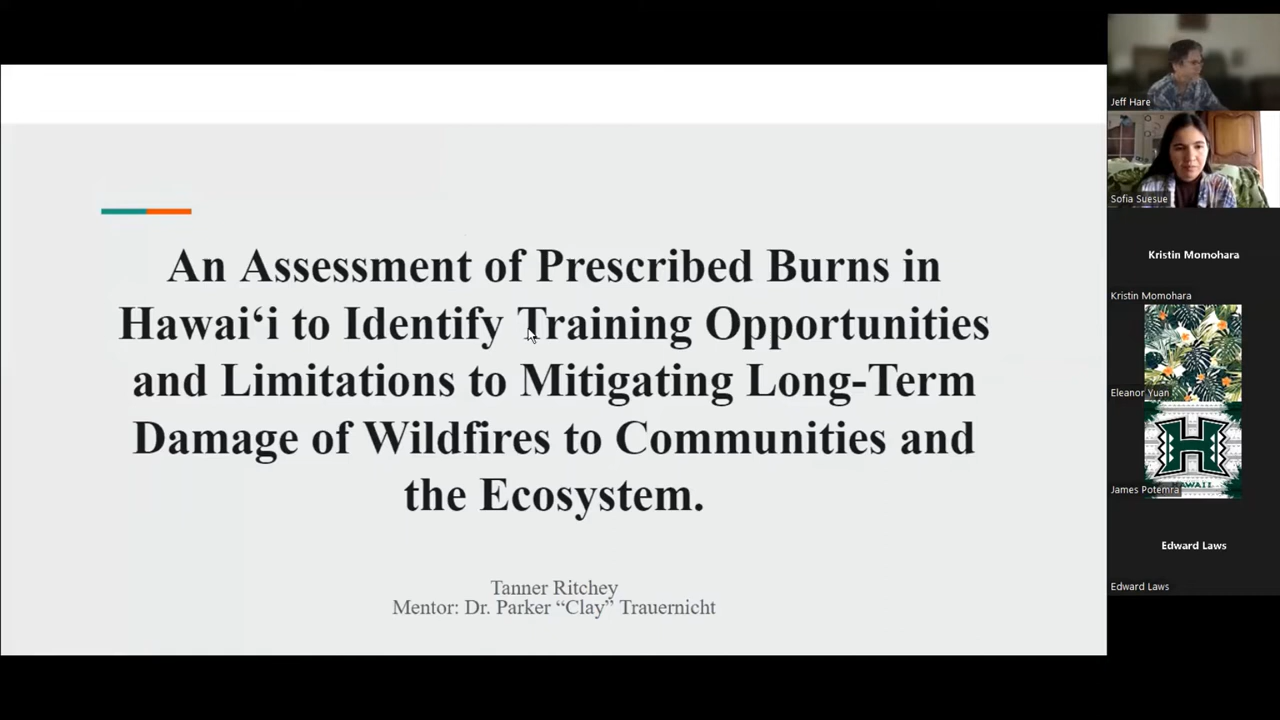 An Assessment of Prescribed Burns in
Hawaiʻi to Identify Training Opportunities
and Limitations to Mitigating Long-Term
Damage of Wildfires to Communities and
the Ecosystem.
Tanner Ritchey
Mentor: Dr. Parker “Clay” Trauernicht
Jeff Hare
Sofia Suesue
Kristin Momohara
Kristin Momohara
Eleanor Yuan
H
HAWAIʻI
James Potemra
Edward Laws
Edward Laws